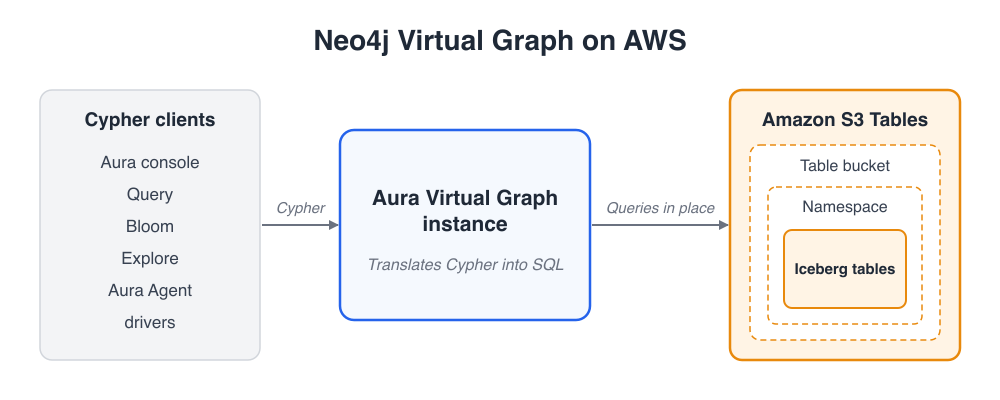 Neo4j Virtual Graph on AWS
Cypher clients
Aura console
Query
Bloom
Explore
Aura Agent
drivers
Cypher
Aura Virtual Graph
instance
Translates Cypher into SQL
Queries in place
Amazon S3 Tables
Table bucket
Namespace
Iceberg tables